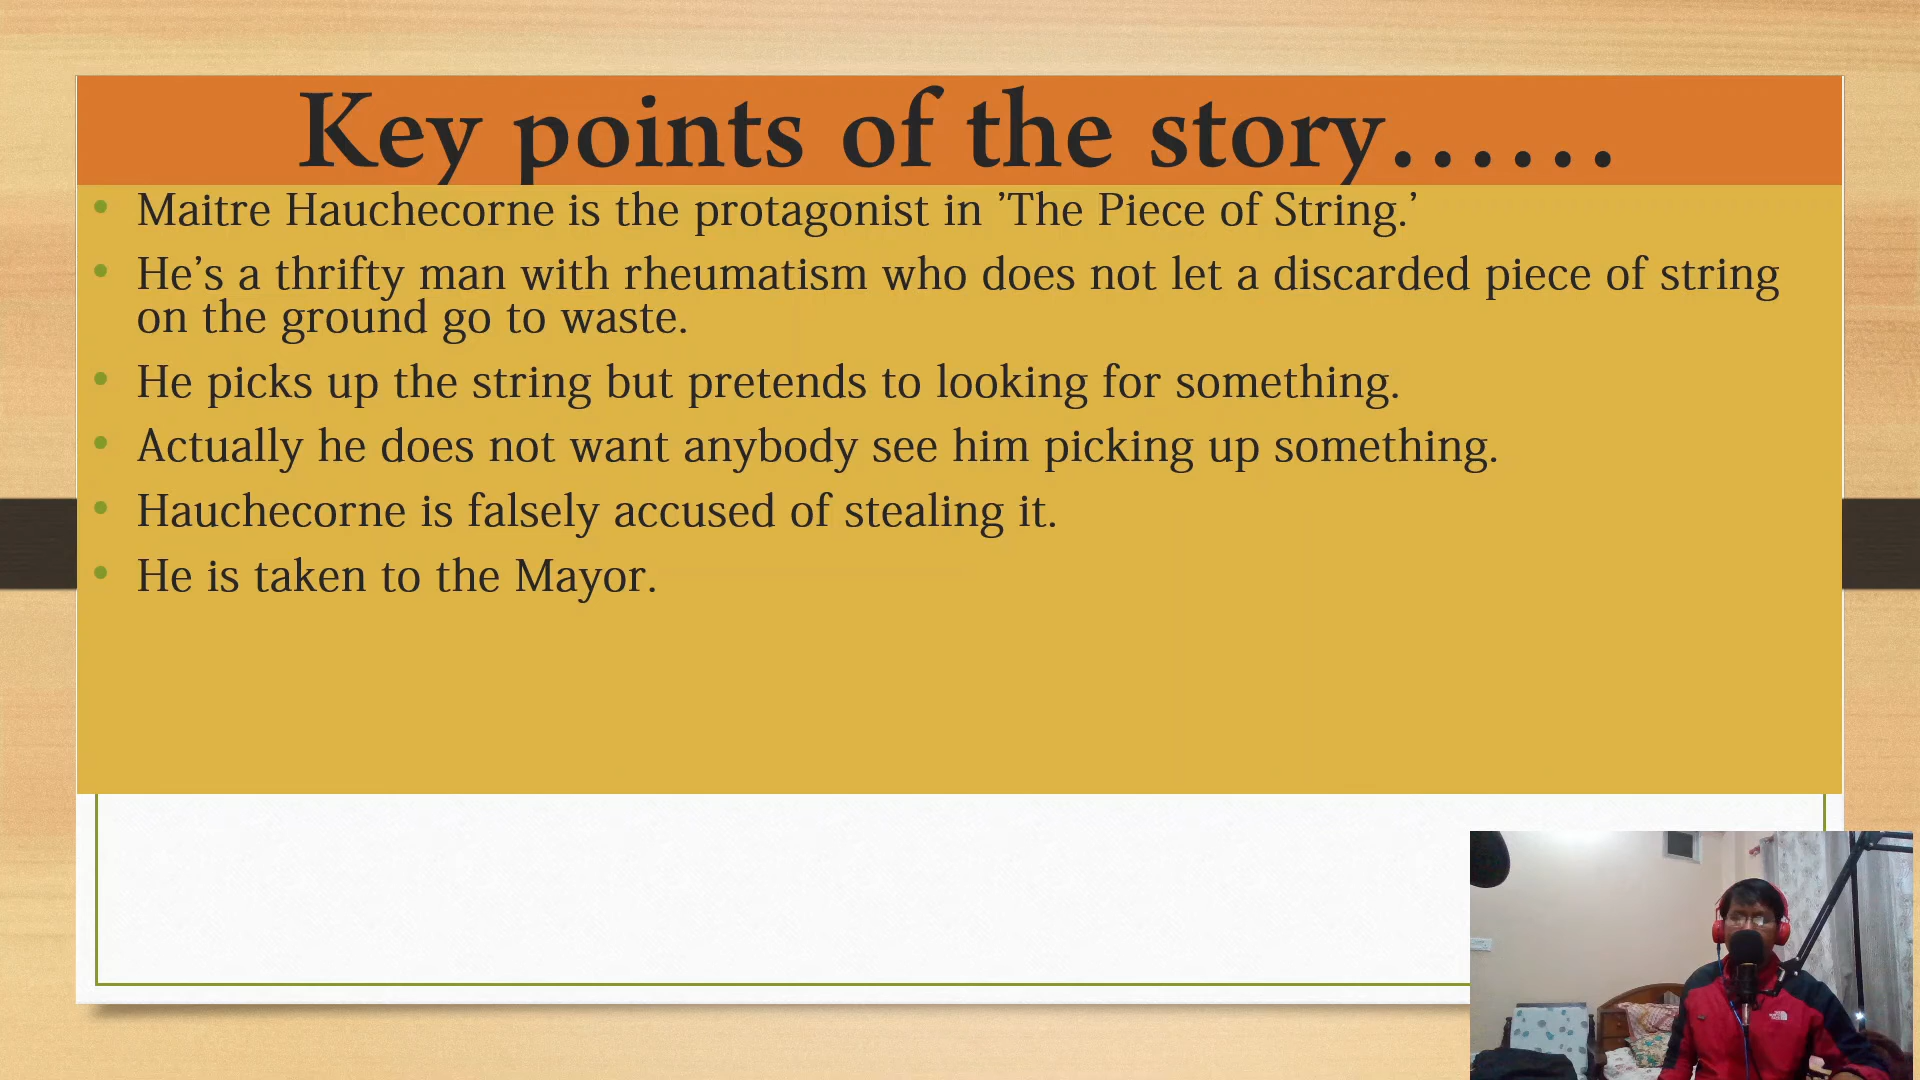 Key points of the story......
• Maitre Hauchecorne is the protagonist in ’The Piece of String.’
• He’s a thrifty man with rheumatism who does not let a discarded piece of string
on the ground go to waste.
• He picks up the string but pretends to looking for something.
• Actually he does not want anybody see him picking up something.
• Hauchecorne is falsely accused of stealing it.
• He is taken to the Mayor.